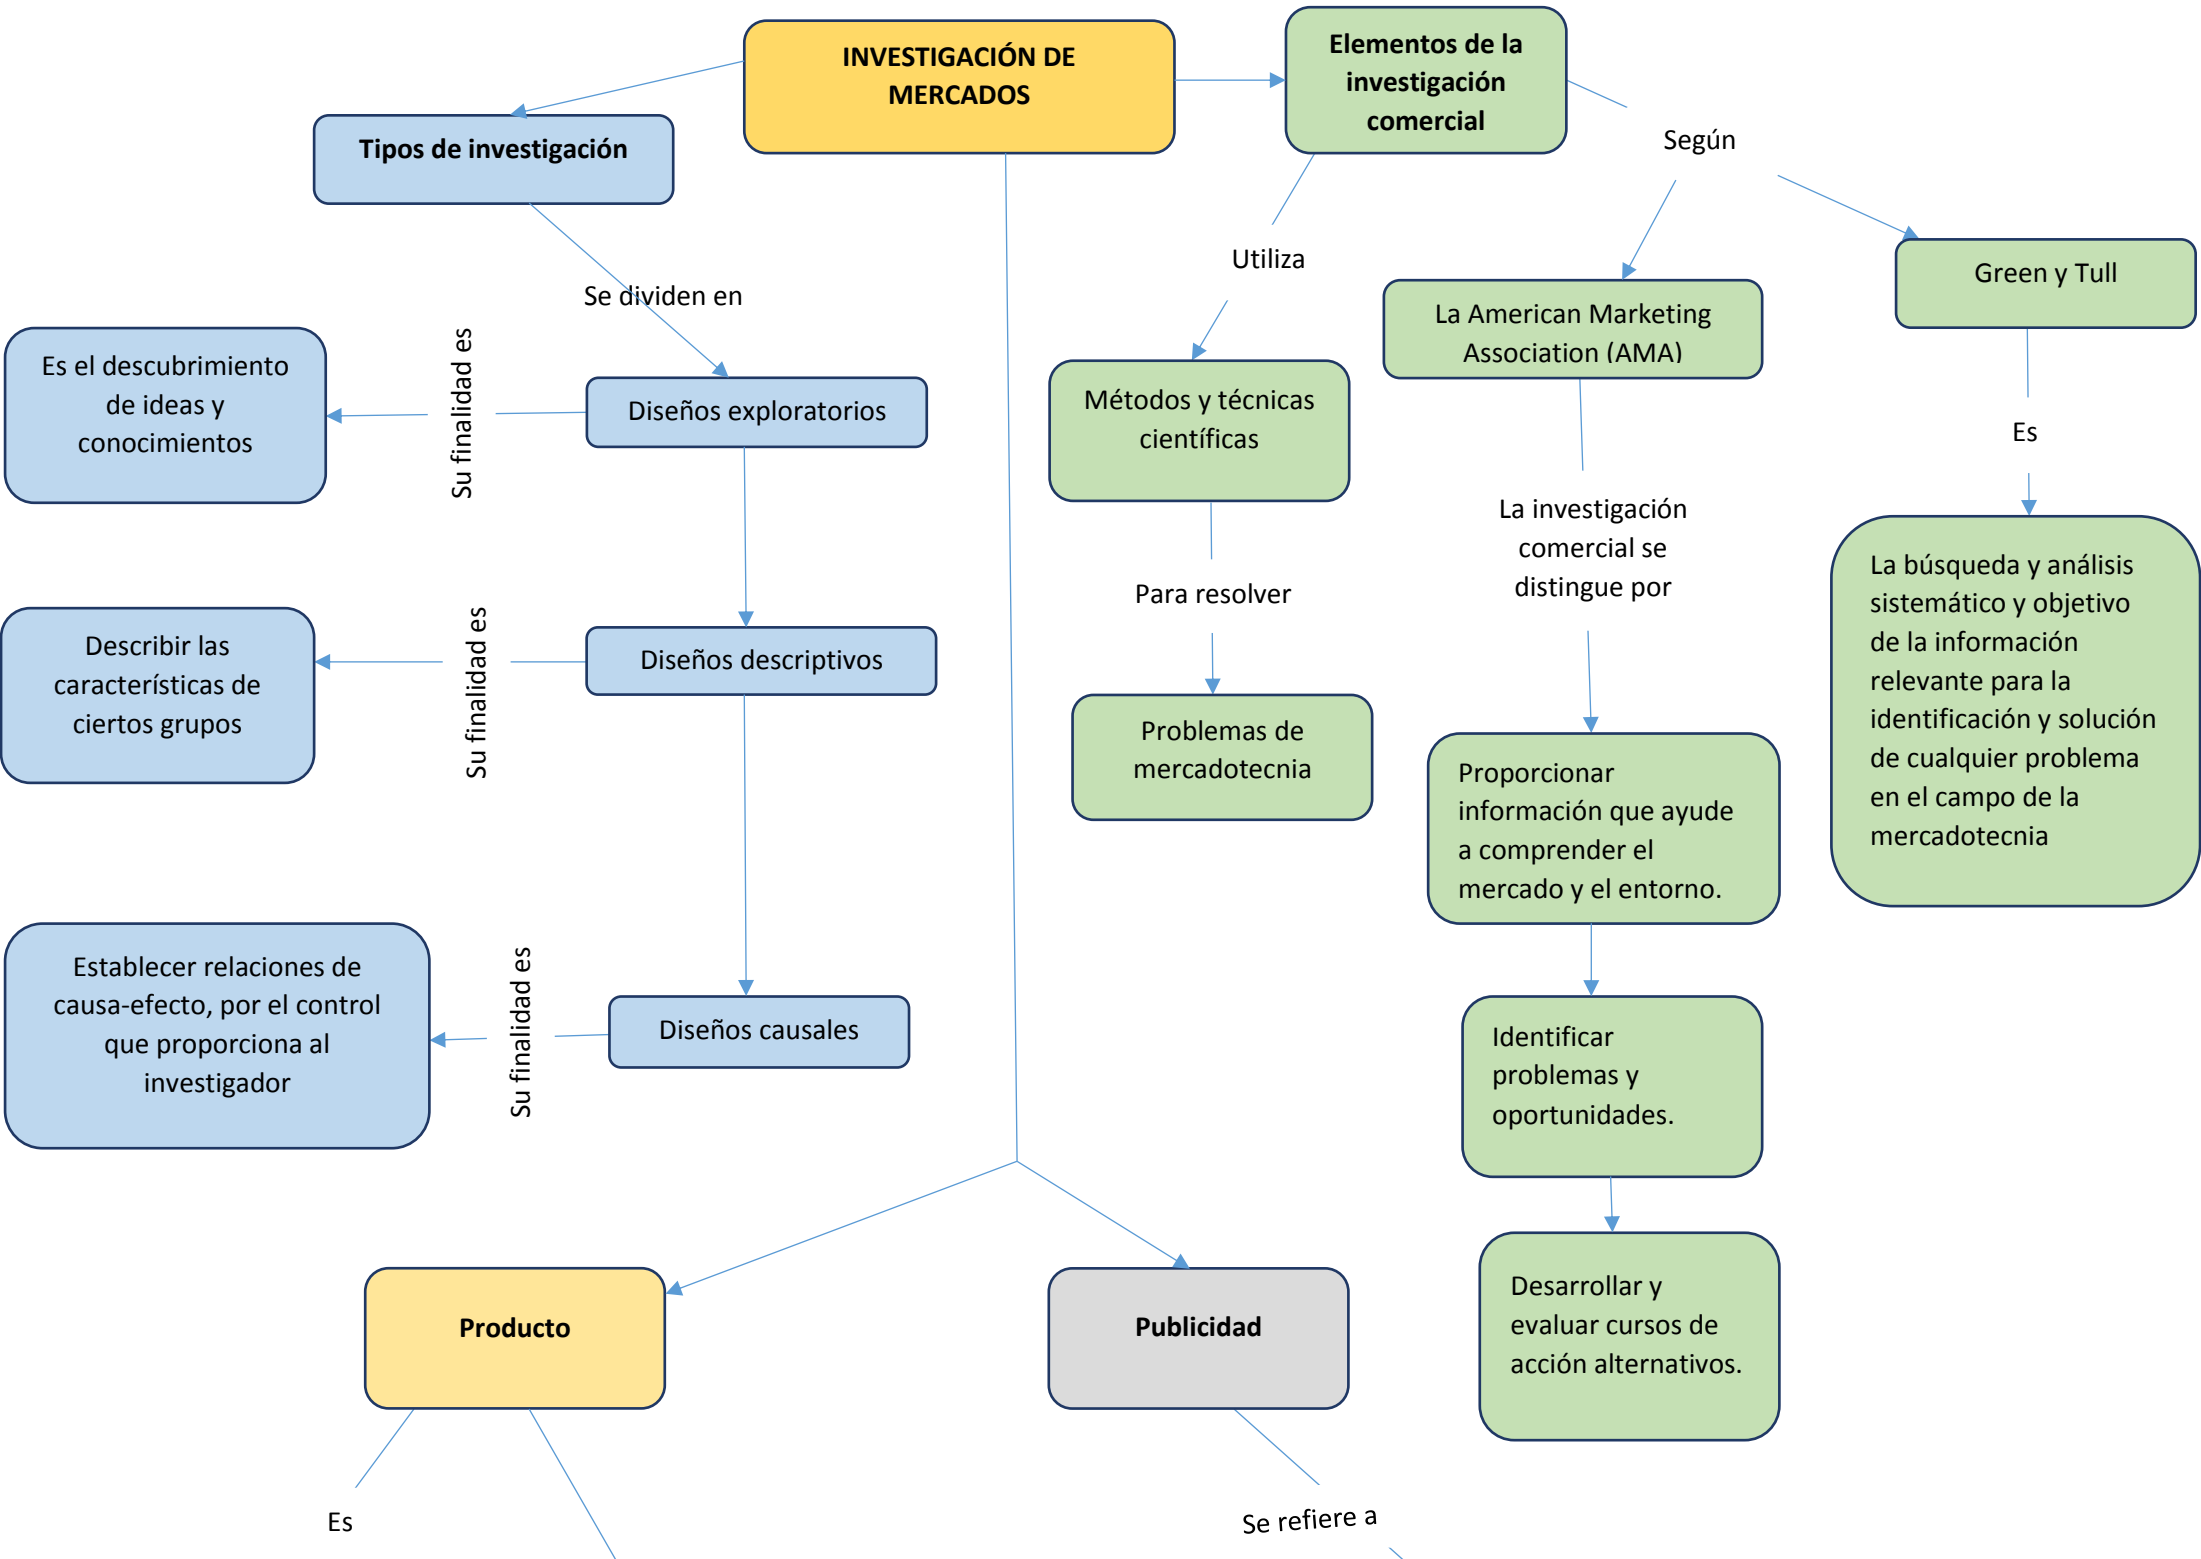 INVESTIGACIÓN DE
MERCADOS
Elementos de la
investigación
comercial
Tipos de investigación
Según
Utiliza
Green y Tull
Se dividen en
La American Marketing
Association (AMA)
Es el descubrimiento
de ideas y
conocimientos
Su finalidad es
Diseños exploratorios
Métodos y técnicas
científicas
Es
La investigación
comercial se
distingue por
La búsqueda y análisis
sistemático y objetivo
de la información
relevante para la
identificación y solución
de cualquier problema
en el campo de la
mercadotecnia
Para resolver
Describir las
características de
ciertos grupos
Su finalidad es
Diseños descriptivos
Problemas de
mercadotecnia
Proporcionar
información que ayude
a comprender el
mercado y el entorno.
Establecer relaciones de
causa-efecto, por el control
que proporciona al
investigador
Su finalidad es
Diseños causales
Identificar
problemas y
oportunidades.
Desarrollar y
evaluar cursos de
acción alternativos.
Producto
Publicidad
Es
Se refiere a